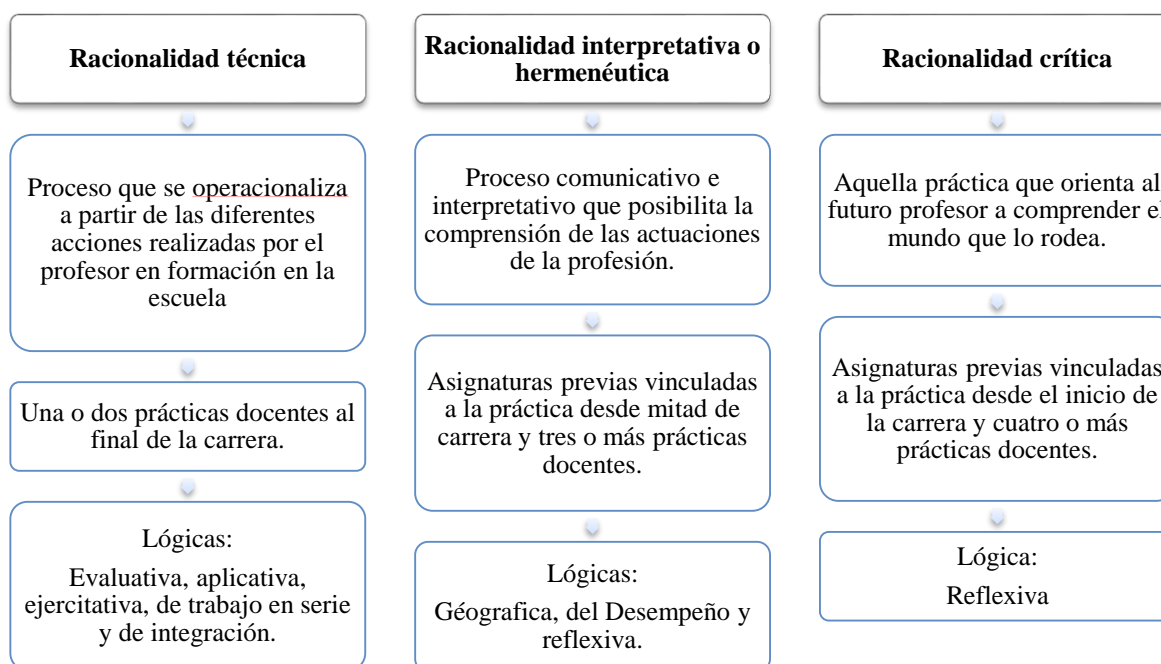 Racionalidad técnica
Proceso que se operacionaliza
a partir de las diferentes
acciones realizadas por el
profesor en formación en la
escuela
Una o dos prácticas docentes al
final de la carrera.
Lógicas:
Evaluativa, aplicativa,
ejercitativa, de trabajo en serie
y de integración.
Racionalidad interpretativa o
hermenéutica
Proceso comunicativo e
interpretativo que posibilita la
comprensión de las actuaciones
de la profesión.
Asignaturas previas vinculadas
a la práctica desde mitad de
carrera y tres o más prácticas
docentes.
Lógicas:
Géografica, del Desempeño y
reflexiva.
Racionalidad crítica
Aquella práctica que orienta al
futuro profesor a comprender el
mundo que lo rodea.
Asignaturas previas vinculadas
a la práctica desde el inicio de
la carrera y cuatro o más
prácticas docentes.
Lógica:
Reflexiva